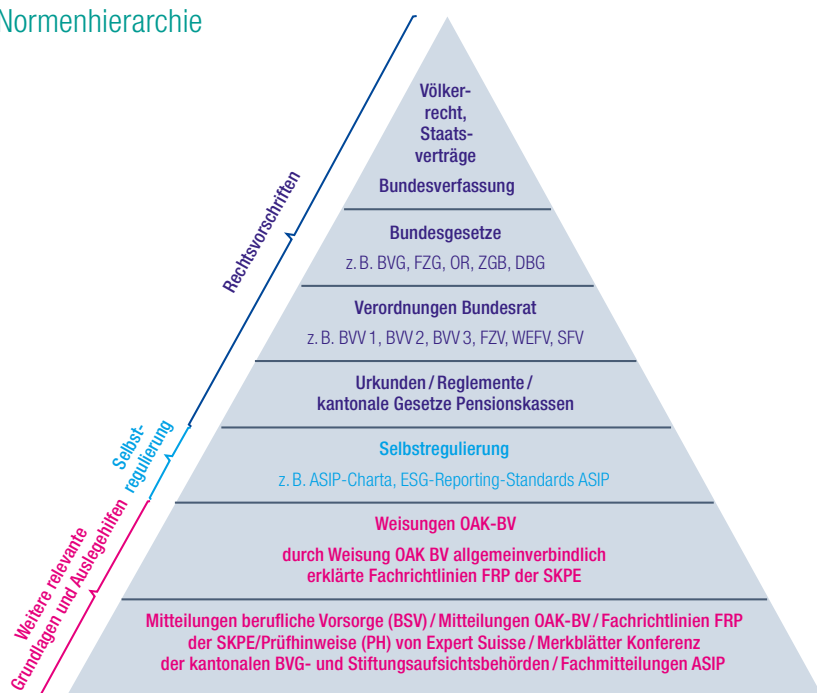 Normenhierarchie
Völker-
recht,
Staats-
verträge
Bundesverfassung
Bundesgesetze
z. B. BVG, FZG, OR, ZGB, DBG
Verordnungen Bundesrat
z. B. BVV 1, BVV 2, BVV 3, FZV, WEFV, SFV
Urkunden / Reglemente /
kantonale Gesetze Pensionskassen
Selbstregulierung
z. B. ASIP-Charta, ESG-Reporting-Standards ASIP
Weisungen OAK-BV
durch Weisung OAK BV allgemeinverbindlich
erklärte Fachrichtlinien FRP der SKPE
Mitteilungen berufliche Vorsorge (BSV) / Mitteilungen OAK-BV / Fachrichtlinien FRP
der SKPE/Prüfhinweise (PH) von Expert Suisse / Merkblätter Konferenz
der kantonalen BVG- und Stiftungsaufsichtsbehörden / Fachmitteilungen ASIP
Rechtsvorschriften
Selbst-
regulierung
Weitere relevante
Grundlagen und Auslegehilfen